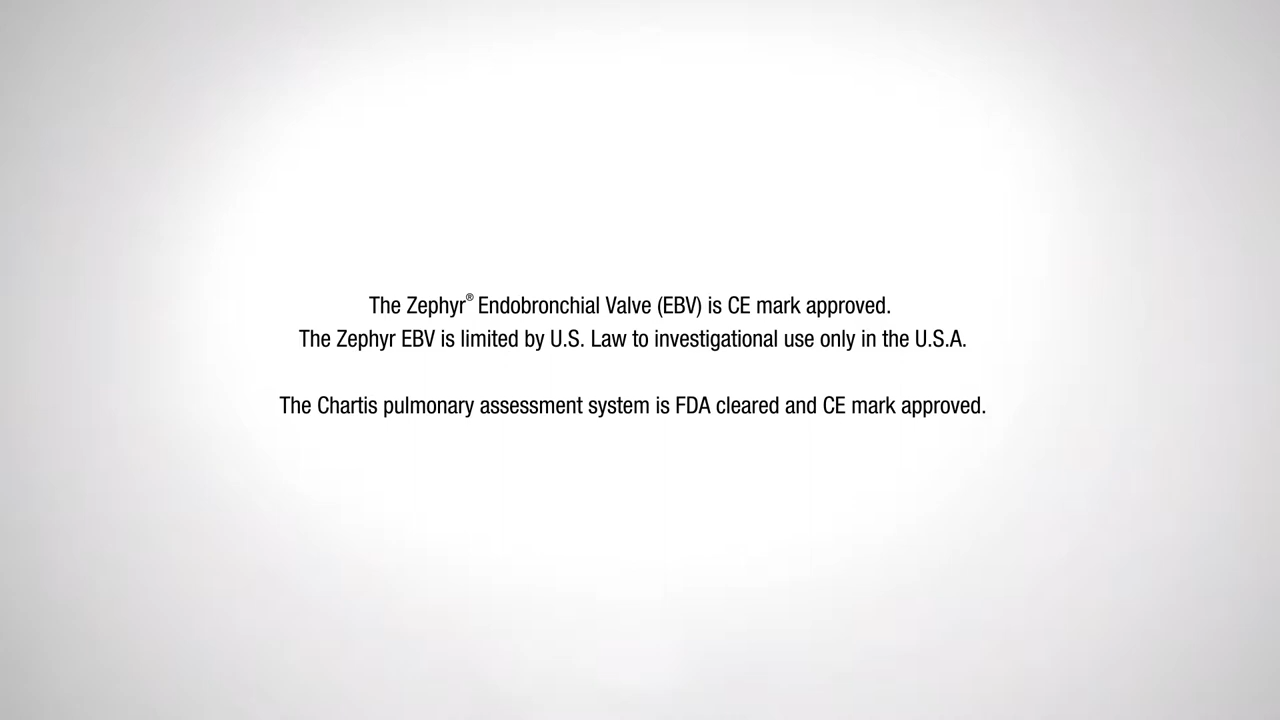 The Zephyr® Endobronchial Valve (EBV) is CE mark approved.
The Zephyr EBV is limited by U.S. Law to investigational use only in the U.S.A.
The Chartis pulmonary assessment system is FDA cleared and CE mark approved.